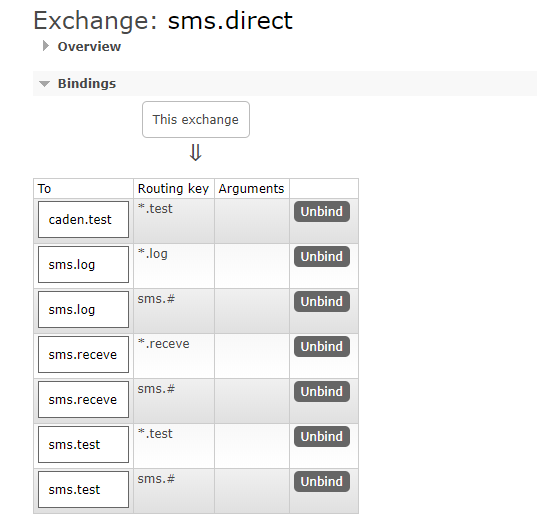 Exchange: sms.direct
Overview
Bindings
This exchange
⇓
To Routing key Arguments
caden.test *.test Unbind
sms.log *.log Unbind
sms.log sms.# Unbind
sms.receve *.receve Unbind
sms.receve sms.# Unbind
sms.test *.test Unbind
sms.test sms.# Unbind